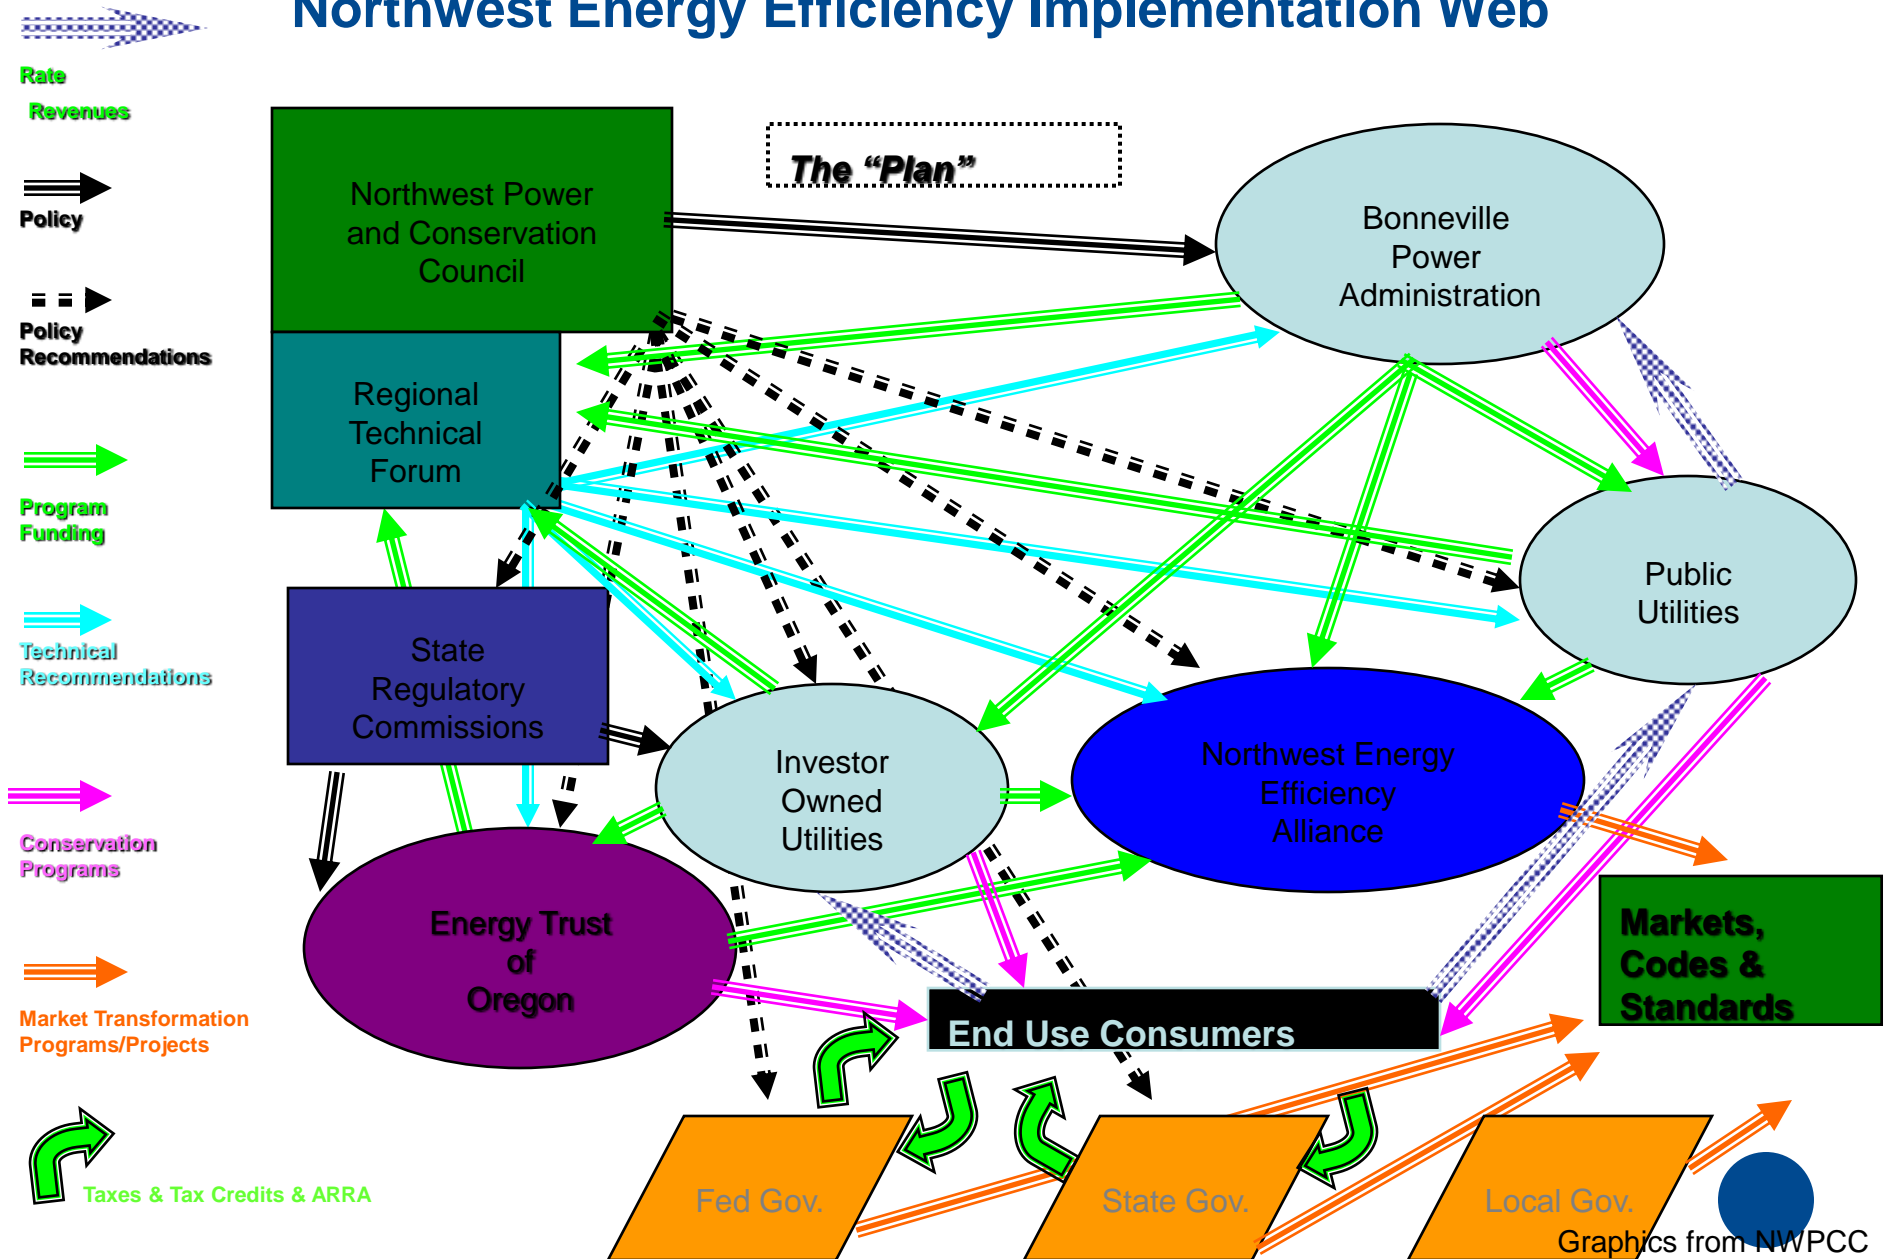 Northwest Energy Efficiency Implementation Web
Rate
Revenues
Policy
Policy
Recommendations
Program
Funding
Technical
Recommendations
Conservation
Programs
Market Transformation
Programs/Projects
Taxes & Tax Credits & ARRA
Northwest Power
and Conservation
Council
The “Plan”
Bonneville
Power
Administration
Regional
Technical
Forum
Public
Utilities
State
Regulatory
Commissions
Investor
Owned
Utilities
Northwest Energy
Efficiency
Alliance
Energy Trust
of
Oregon
Markets,
Codes &
Standards
End Use Consumers
Fed Gov.
State Gov.
Local Gov.
Graphics from NWPCC